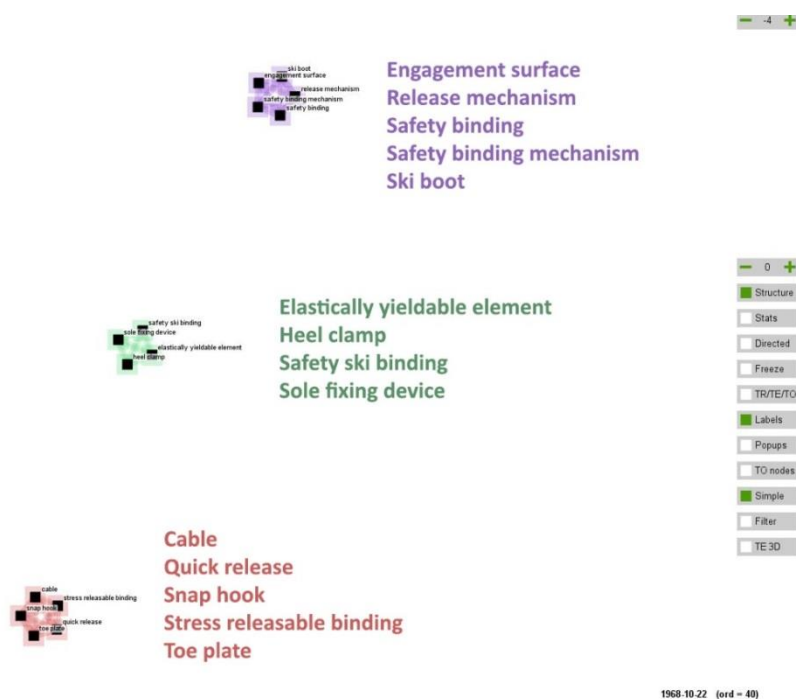 -4
ski boot
engagement surface
release mechanism
safety binding mechanism
safety binding
Engagement surface
Release mechanism
Safety binding
Safety binding mechanism
Ski boot
safety ski binding
sole fixing device
elastically yieldable element
heel clamp
Elastically yieldable element
Heel clamp
Safety ski binding
Sole fixing device
0
Structure
Stats
Directed
Freeze
TR/TE/TO
Labels
Popups
TO nodes
Simple
Filter
TE 3D
cable
stress releasable binding
snap hook
quick release
toe plate
Cable
Quick release
Snap hook
Stress releasable binding
Toe plate
1968-10-22 (ord = 40)